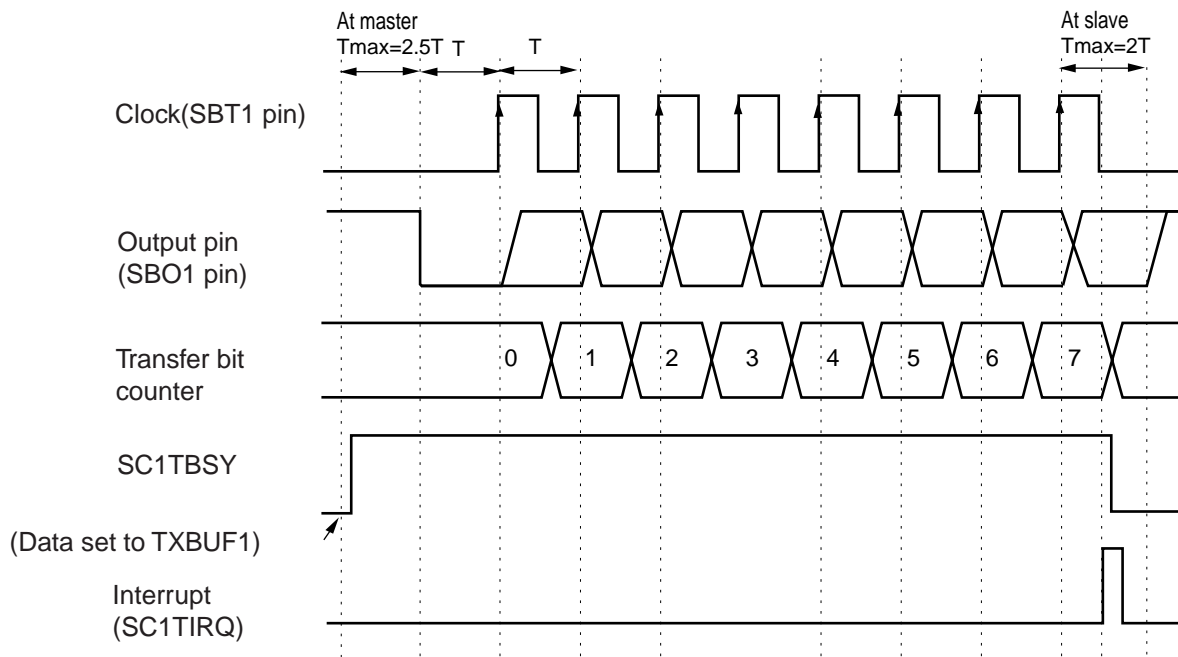 At master
Tmax=2.5T
T
T
At slave
Tmax=2T
Clock(SBT1 pin)
Output pin
(SBO1 pin)
Transfer bit
counter
0 1 2 3 4 5 6 7
SC1TBSY
(Data set to TXBUF1)
Interrupt
(SC1TIRQ)